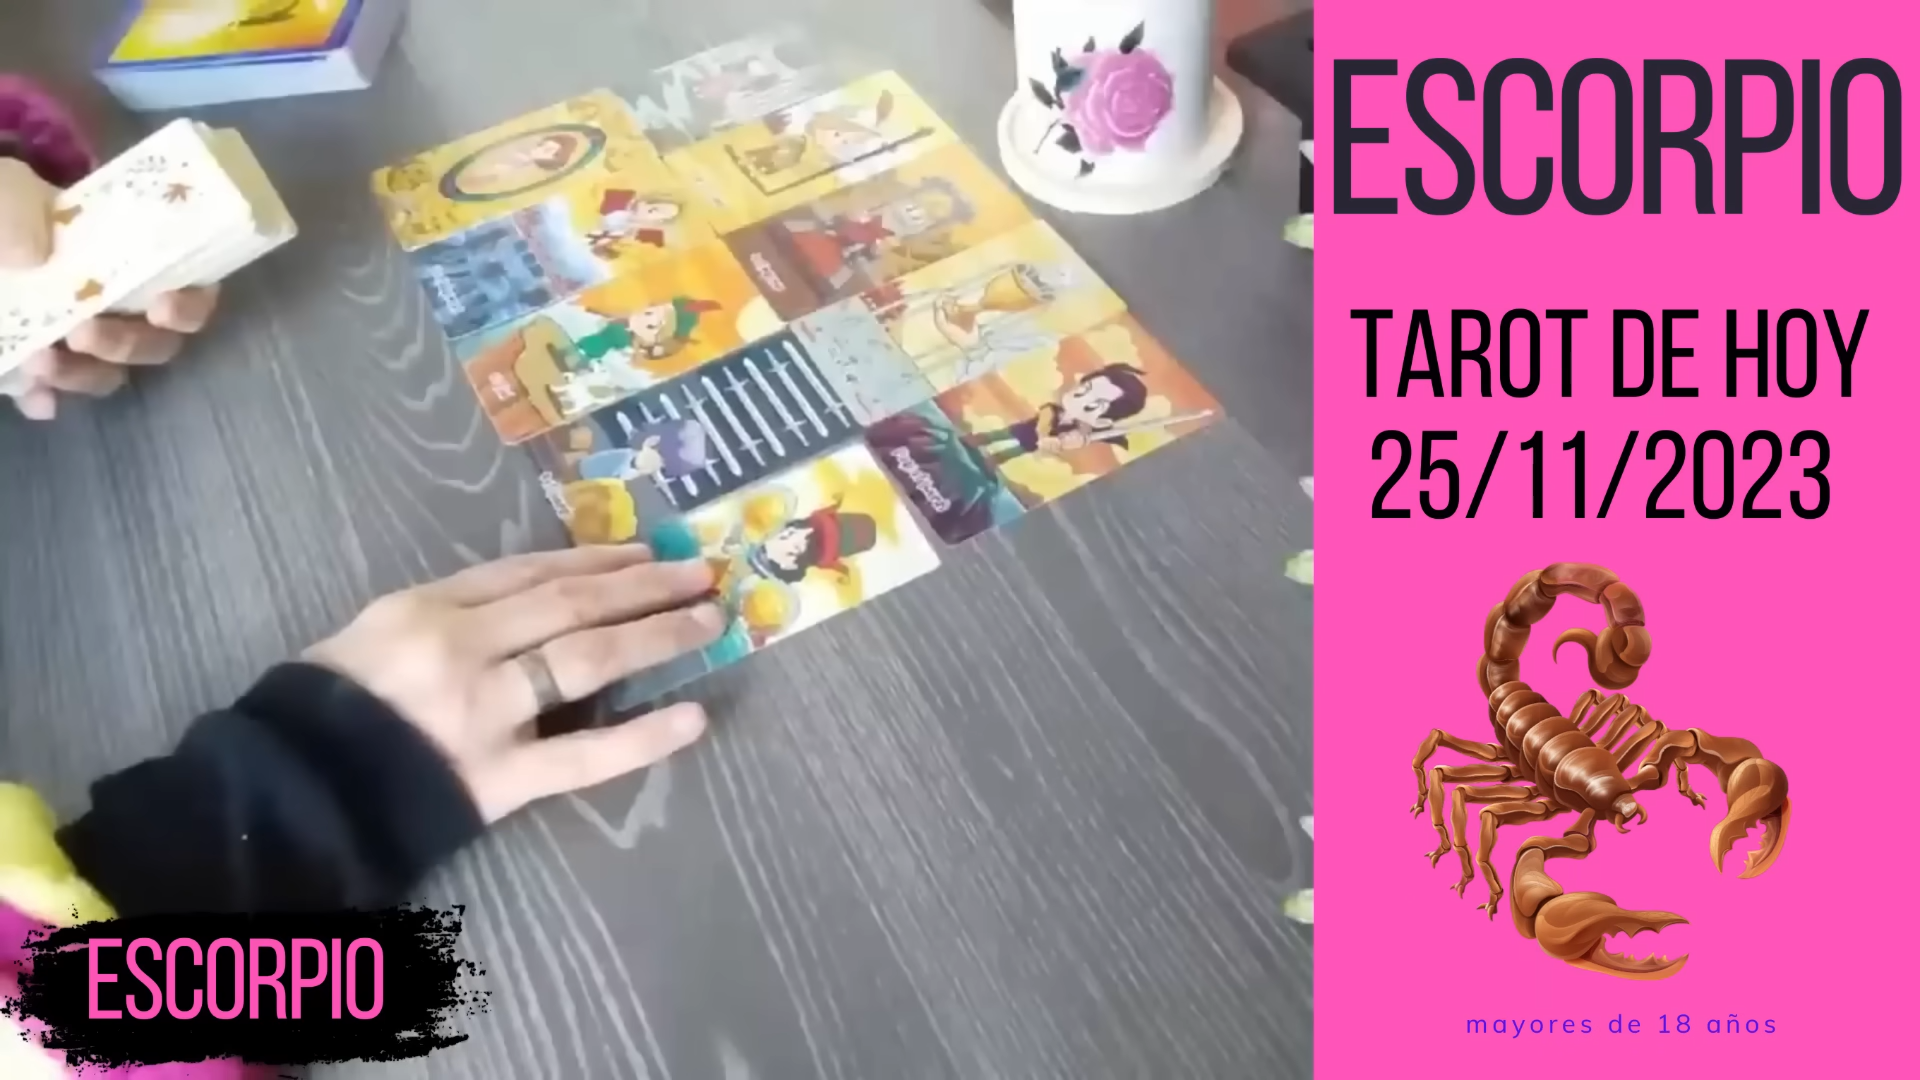 ESCORPIO
TAROT DE HOY
25/11/2023
mayores de 18 años
ESCORPIO